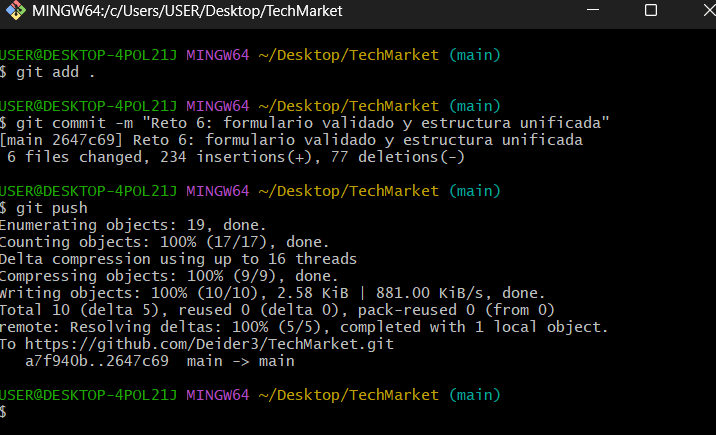 MINGW64:/c/Users/USER/Desktop/TechMarket
USER@DESKTOP-4POL21J MINGW64 ~/Desktop/TechMarket (main)
$ git add .
USER@DESKTOP-4POL21J MINGW64 ~/Desktop/TechMarket (main)
$ git commit -m "Reto 6: formulario validado y estructura unificada"
[main 2647c69] Reto 6: formulario validado y estructura unificada
6 files changed, 234 insertions(+), 77 deletions(-)
USER@DESKTOP-4POL21J MINGW64 ~/Desktop/TechMarket (main)
$ git push
Enumerating objects: 19, done.
Counting objects: 100% (17/17), done.
Delta compression using up to 16 threads
Compressing objects: 100% (9/9), done.
Writing objects: 100% (10/10), 2.58 KiB | 881.00 KiB/s, done.
Total 10 (delta 5), reused 0 (delta 0), pack-reused 0 (from 0)
remote: Resolving deltas: 100% (5/5), completed with 1 local object.
To https://github.com/Deider3/TechMarket.git
a7f940b..2647c69  main -> main
USER@DESKTOP-4POL21J MINGW64 ~/Desktop/TechMarket (main)
$